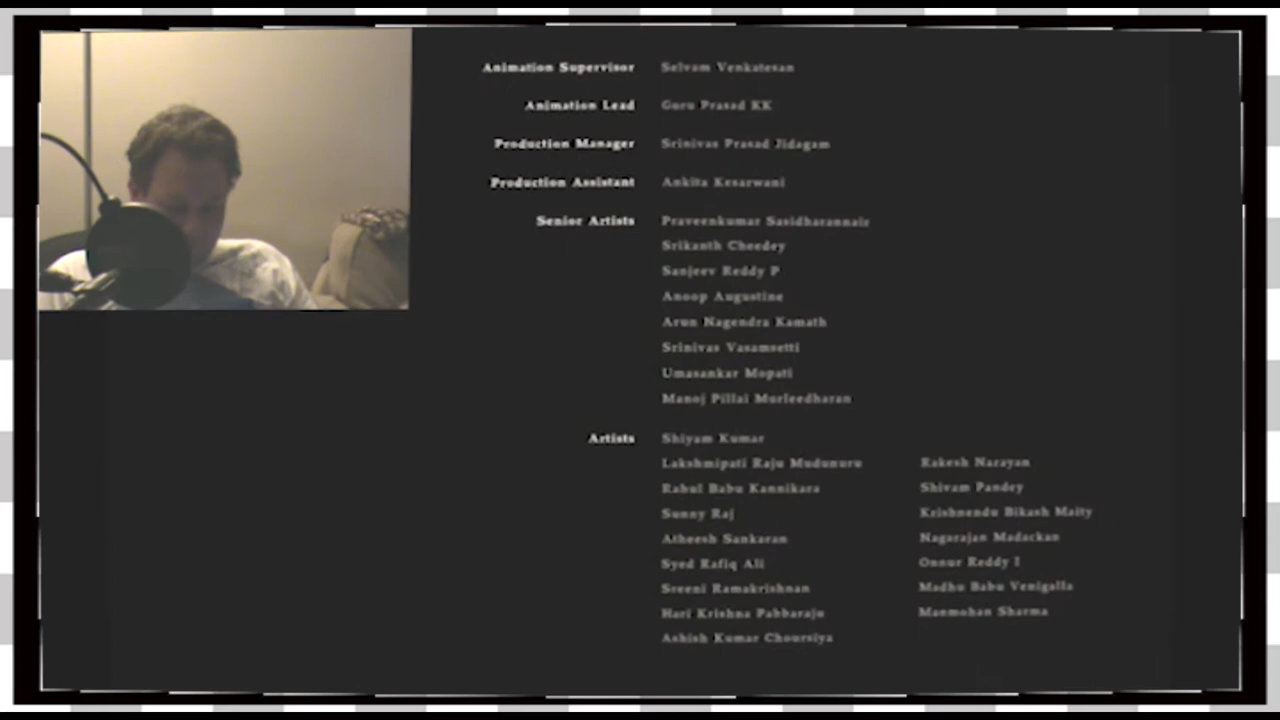 Animation Supervisor Selvam Venkatesan
Animation Lead Guru Prasad KK
Production Manager Srinivas Prasad Jidagam
Production Assistant Ankita Kesarwani
Senior Artists Praveenkumar Sasidharannair
Srikanth Cheedey
Sanjeev Reddy P
Anoop Augustine
Arun Nagendra Kamath
Srinivas Vasamsetti
Umasankar Mopati
Manoj Pillai Murleedharan
Artists Shiyam Kumar
Lakshmipati Raju Mudunuru Rakesh Narayan
Rahul Babu Kannikara Shivam Pandey
Sunny Raj Krishnendu Bikash Maity
Atheesh Sankaran Nagarajan Madackan
Syed Rafiq Ali Onnur Reddy I
Sreeni Ramakrishnan Madhu Babu Venigalla
Hari Krishna Pabbaraju Manmohan Sharma
Ashish Kumar Choursiya